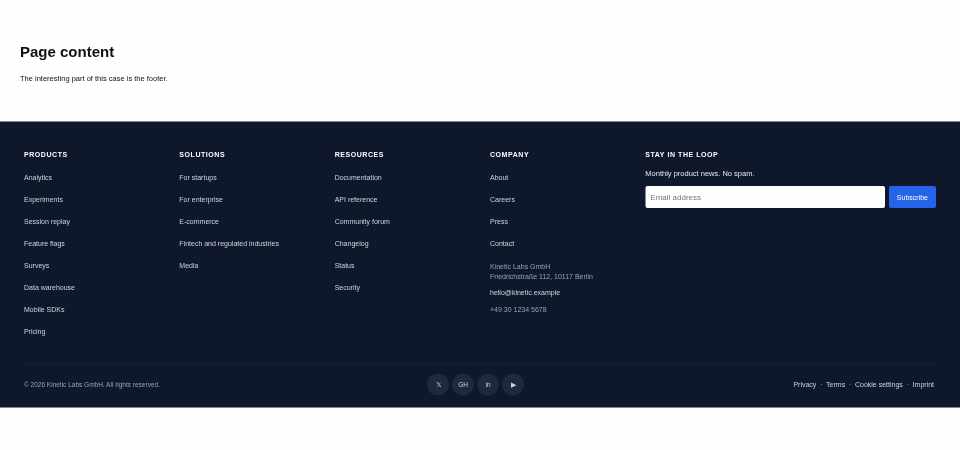 Page content
The interesting part of this case is the footer.
PRODUCTS
Analytics
Experiments
Session replay
Feature flags
Surveys
Data warehouse
Mobile SDKs
Pricing
SOLUTIONS
For startups
For enterprise
E-commerce
Fintech and regulated industries
Media
RESOURCES
Documentation
API reference
Community forum
Changelog
Status
Security
COMPANY
About
Careers
Press
Contact
Kinetic Labs GmbH
Friedrichstraße 112, 10117 Berlin
hello@kinetic.example
+49 30 1234 5678
STAY IN THE LOOP
Monthly product news. No spam.
Email address
Subscribe
© 2026 Kinetic Labs GmbH. All rights reserved.
𝕏 GH in ▶
Privacy · Terms · Cookie settings · Imprint